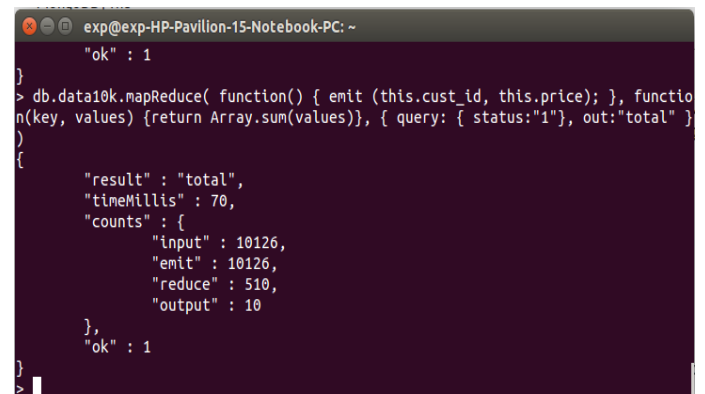 exp@exp-HP-Pavilion-15-Notebook-PC: ~
"ok" : 1
}
> db.data10k.mapReduce( function() { emit (this.cust_id, this.price); }, functio
n(key, values) {return Array.sum(values)}, { query: { status:"1"}, out:"total" }
)
{
"result" : "total",
"timeMillis" : 70,
"counts" : {
"input" : 10126,
"emit" : 10126,
"reduce" : 510,
"output" : 10
},
"ok" : 1
}
>